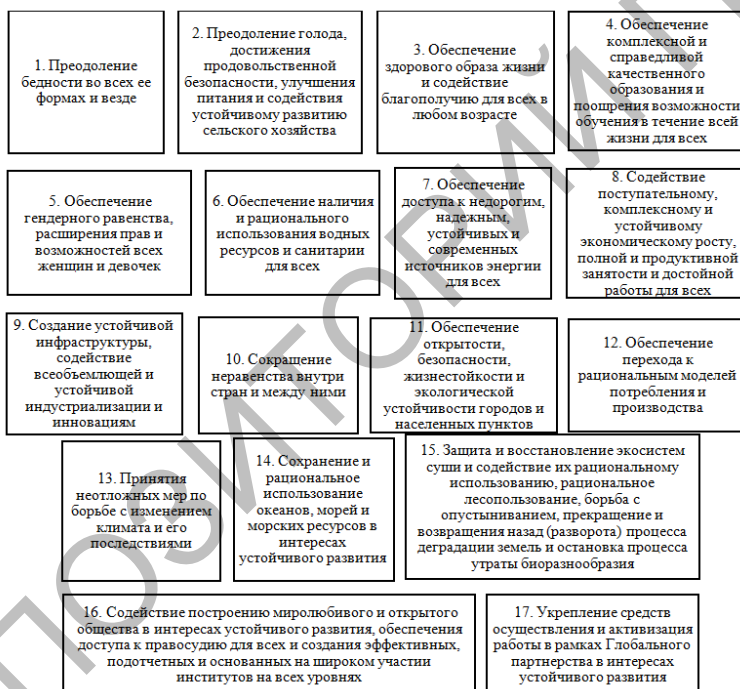 1. Преодоление
бедности во всех ее
формах и везде
2. Преодоление голода,
достижения
продовольственной
безопасности, улучшения
питания и содействия
устойчивому развитию
сельского хозяйства
3. Обеспечение
здорового образа жизни
и содействие
благополучию для всех в
любом возрасте
4. Обеспечение
комплексной и
справедливой
качественного
образования и
поощрения возможности
обучения в течение всей
жизни для всех
5. Обеспечение
гендерного равенства,
расширения прав и
возможностей всех
женщин и девочек
6. Обеспечение наличия
и рационального
использования водных
ресурсов и санитарии
для всех
7. Обеспечение
доступа к недорогим,
надежным,
устойчивых и
современных
источников энергии
для всех
8. Содействие
поступательному,
комплексному и
устойчивому
экономическому росту,
полной и продуктивной
занятости и достойной
работы для всех
9. Создание устойчивой
инфраструктуры,
содействие
всеобъемлющей и
устойчивой
индустриализации и
инновациям
10. Сокращение
неравенства внутри
стран и между ними
11. Обеспечение
открытости,
безопасности,
жизнестойкости и
экологической
устойчивости городов и
населенных пунктов
12. Обеспечение
перехода к
рациональным моделей
потребления и
производства
13. Принятия
неотложных мер по
борьбе с изменением
климата и его
последствиями
14. Сохранение и
рациональное
использование
океанов, морей и
морских ресурсов в
интересах
устойчивого развития
15. Защита и восстановление экосистем
суши и содействие их рациональному
использованию, рациональное
лесопользование, борьба с
опустыниванием, прекращение и
возвращения назад (разворота) процесса
деградации земель и остановка процесса
утраты биоразнообразия
16. Содействие построению миролюбивого и открытого
общества в интересах устойчивого развития, обеспечения
доступа к правосудию для всех и создания эффективных,
подотчетных и основанных на широком участии
институтов на всех уровнях
17. Укрепление средств
осуществления и активизация
работы в рамках Глобального
партнерства в интересах
устойчивого развития
ПОЗИТОРИЙ П